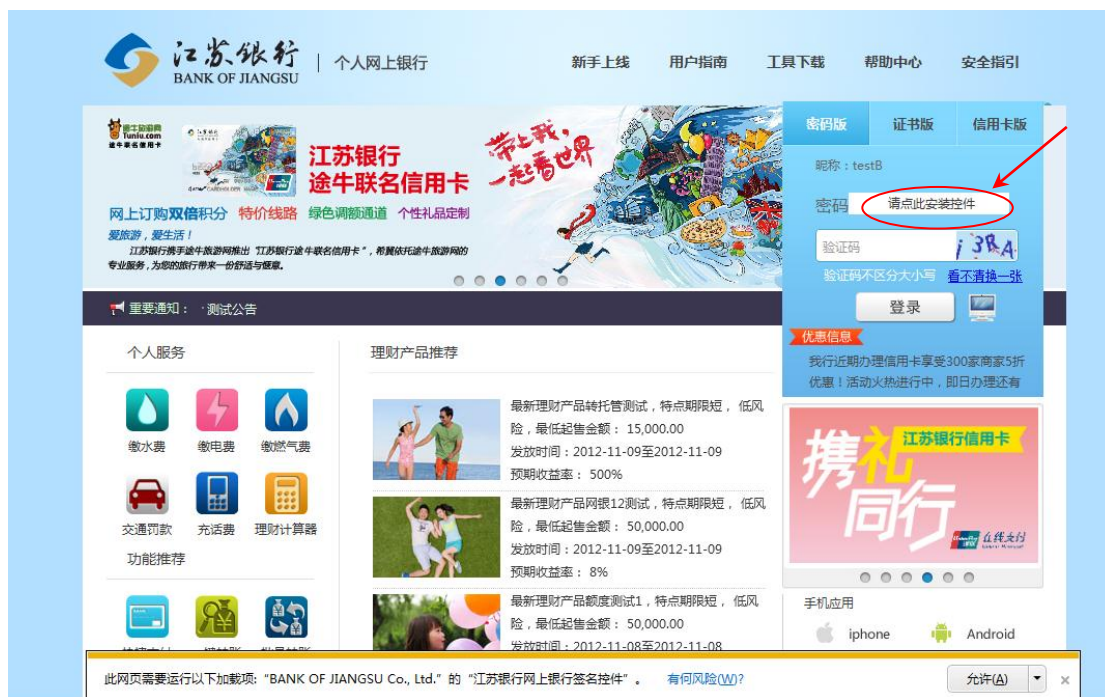 江苏银行
BANK OF JIANGSU
个人网上银行
新手上线
用户指南
工具下载
帮助中心
安全指引
途牛旅游网
Tuniu.com
途牛联名信用卡
江苏银行
途牛联名信用卡
带上我，
一起看世界
网上订购双倍积分 特价线路 绿色调额通道 个性礼品定制
爱旅游，爱生活！
江苏银行携手途牛旅游网推出“江苏银行途牛联名信用卡”，希冀依托途牛旅游网的
专业服务，为您的旅行带来一份舒适与惬意。
密码版
证书版
信用卡版
昵称：testB
密码
请点此安装控件
验证码
j 3RA
验证码不区分大小写 看不清换一张
登录
优惠信息
我行近期办理信用卡享受300家商家5折
优惠！活动火热进行中，即日办理还有
重要通知： ·测试公告
个人服务
缴水费
缴电费
缴燃气费
交通罚款
充话费
理财计算器
功能推荐
理财产品推荐
最新理财产品转托管测试，特点期限短， 低风
险，最低起售金额： 15,000.00
发放时间：2012-11-09至2012-11-09
预期收益率： 500%
最新理财产品网银12测试，特点期限短， 低风
险，最低起售金额： 50,000.00
发放时间：2012-11-09至2012-11-09
预期收益率： 8%
最新理财产品额度测试1，特点期限短， 低风
险，最低起售金额： 50,000.00
发放时间：2012-11-08至2012-11-08
江苏银行信用卡
携礼
同行
在线支付
手机应用
iphone
Android
此网页需要运行以下加载项: “BANK OF JIANGSU Co., Ltd.” 的 “江苏银行网上银行签名控件” 。 有何风险(W)?
允许(A)